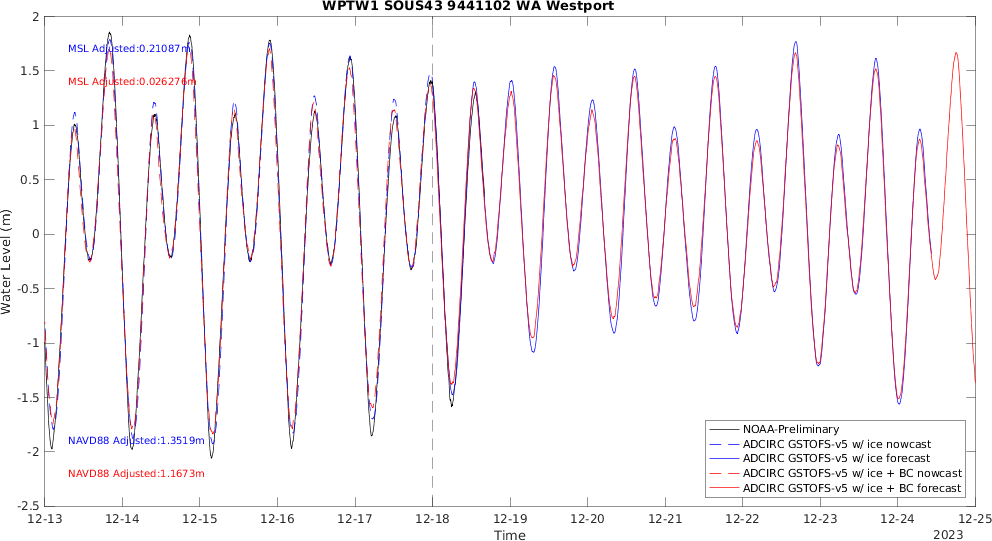 WPTW1 SOUS43 9441102 WA Westport
2
1.5
1
0.5
0
-0.5
-1
-1.5
-2
-2.5
Water Level (m)
MSL Adjusted:0.21087m
MSL Adjusted:0.026276m
NAVD88 Adjusted:1.3519m
NAVD88 Adjusted:1.1673m
NOAA-Preliminary
ADCIRC GSTOFS-v5 w/ ice nowcast
ADCIRC GSTOFS-v5 w/ ice forecast
ADCIRC GSTOFS-v5 w/ ice + BC nowcast
ADCIRC GSTOFS-v5 w/ ice + BC forecast
12-13 12-14 12-15 12-16 12-17 12-18 12-19 12-20 12-21 12-22 12-23 12-24 12-25
Time
2023